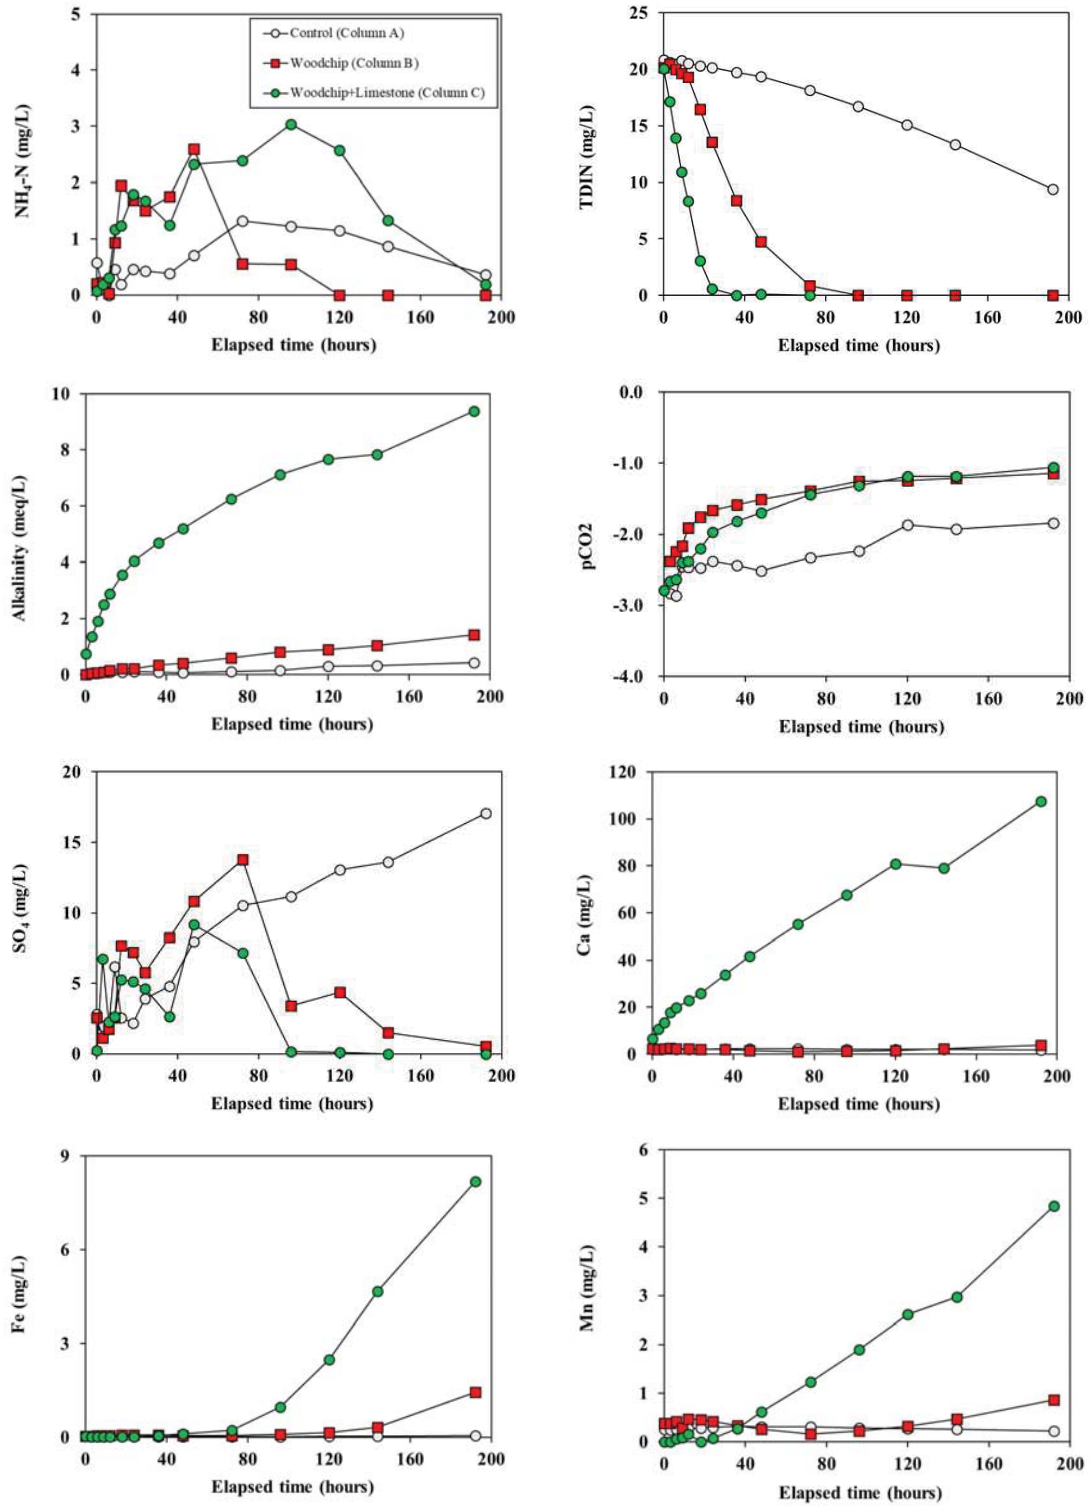 5
4
3
2
1
0
NH4-N (mg/L)
Control (Column A)
Woodchip (Column B)
Woodchip+Limestone (Column C)
0 40 80 120 160 200
Elapsed time (hours)
25
20
15
10
5
0
TDIN (mg/L)
0 40 80 120 160 200
Elapsed time (hours)
10
8
6
4
2
0
Alkalinity (meq/L)
0 40 80 120 160 200
Elapsed time (hours)
0.0
-1.0
-2.0
-3.0
-4.0
pCO2
0 40 80 120 160 200
Elapsed time (hours)
20
15
10
5
0
SO4 (mg/L)
0 40 80 120 160 200
Elapsed time (hours)
120
100
80
60
40
20
0
Ca (mg/L)
0 40 80 120 160 200
Elapsed time (hours)
9
6
3
0
Fe (mg/L)
0 40 80 120 160 200
Elapsed time (hours)
6
5
4
3
2
1
0
Mn (mg/L)
0 40 80 120 160 200
Elapsed time (hours)